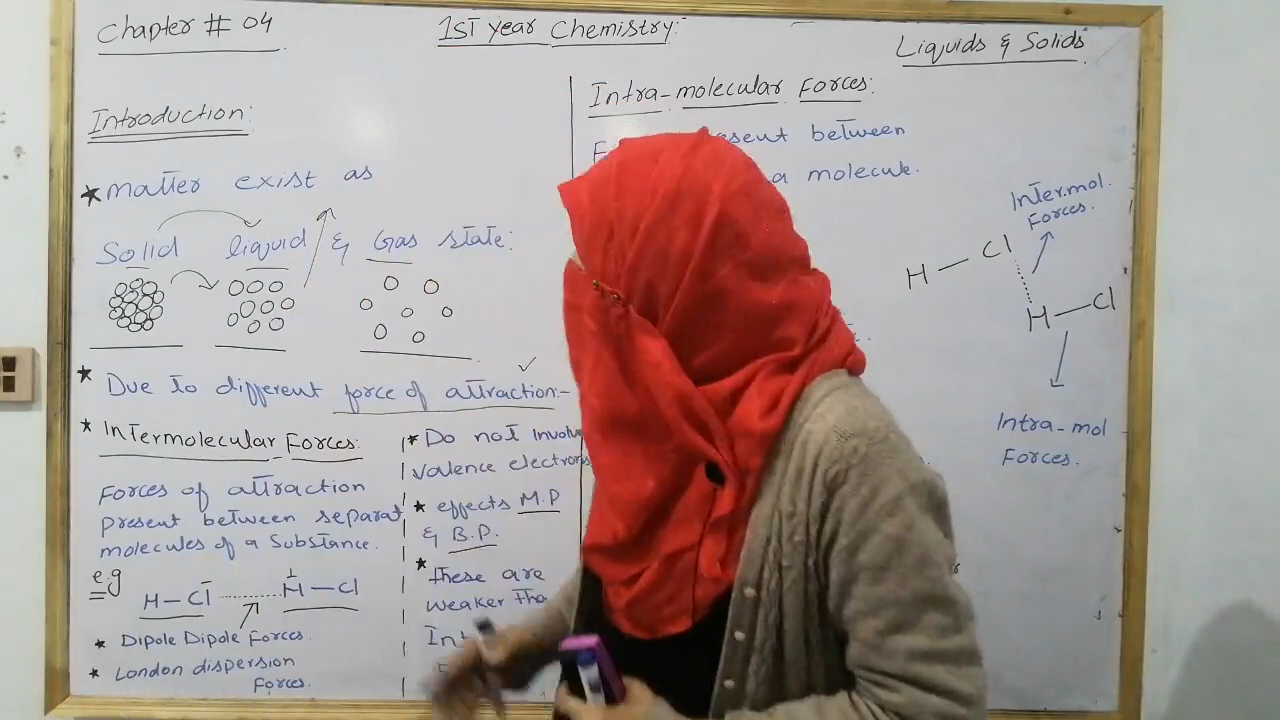 Chapter # 04
1ST year Chemistry:
Liquids & Solids
Introduction:
★ matter exist as
Solid liquid & Gas state:
★ Due to different force of attraction:-
★ Intermolecular Forces:
Forces of attraction
present between separat
molecules of a Substance.
e.g
H — Cl ........ H — Cl
★ Dipole Dipole Forces.
★ London dispersion
Forces.
★ Do not Involv
valence electrons
★ effects M.P
& B.P.
★ These are
weaker tha
Int
Intra-molecular Forces:
between
a molecule.
Inter.mol.
Forces.
H — Cl
H — Cl
Intra-mol
Forces.